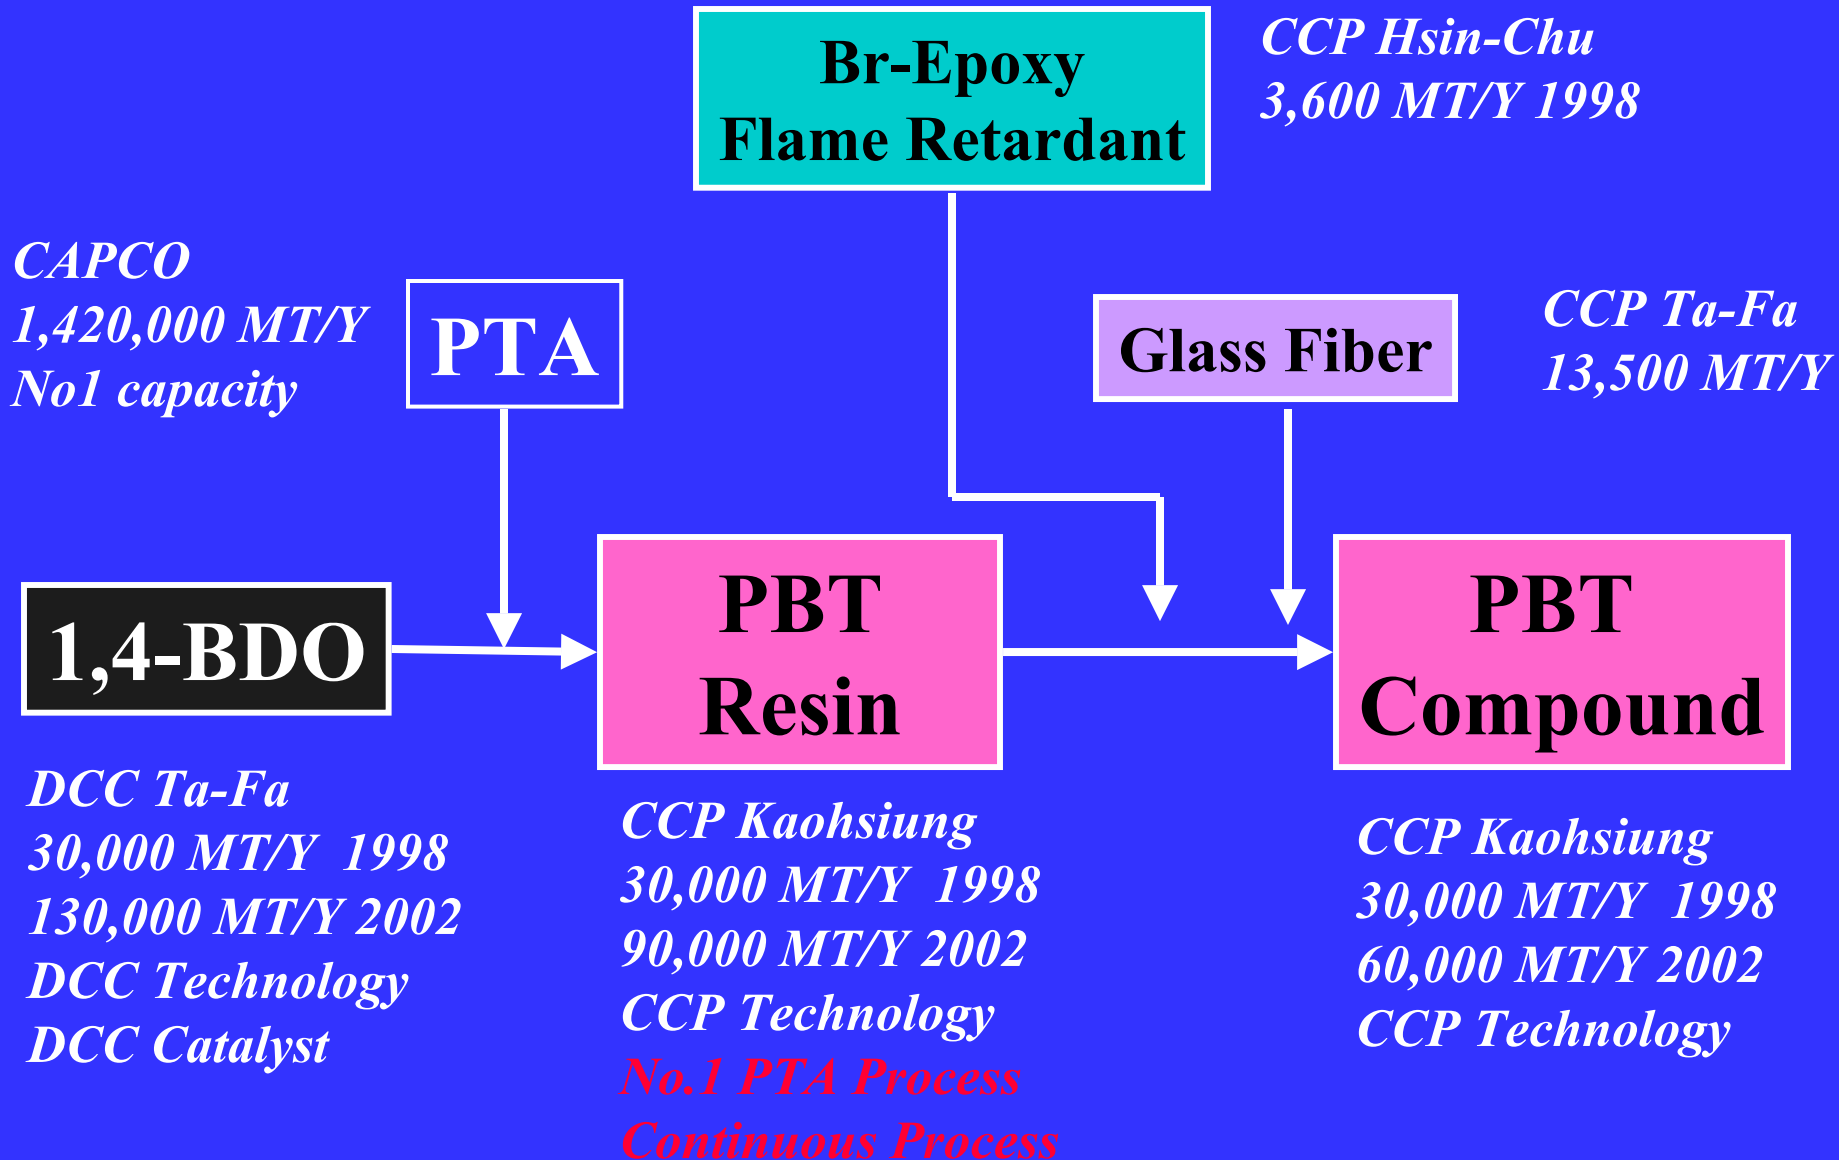 Br-Epoxy
Flame Retardant
CCP Hsin-Chu
3,600 MT/Y 1998
CAPCO
1,420,000 MT/Y
No1 capacity
PTA
Glass Fiber
CCP Ta-Fa
13,500 MT/Y
1,4-BDO
PBT
Resin
PBT
Compound
DCC Ta-Fa
30,000 MT/Y  1998
130,000 MT/Y 2002
DCC Technology
DCC Catalyst
CCP Kaohsiung
30,000 MT/Y  1998
90,000 MT/Y 2002
CCP Technology
No.1 PTA Process
Continuous Process
CCP Kaohsiung
30,000 MT/Y  1998
60,000 MT/Y 2002
CCP Technology